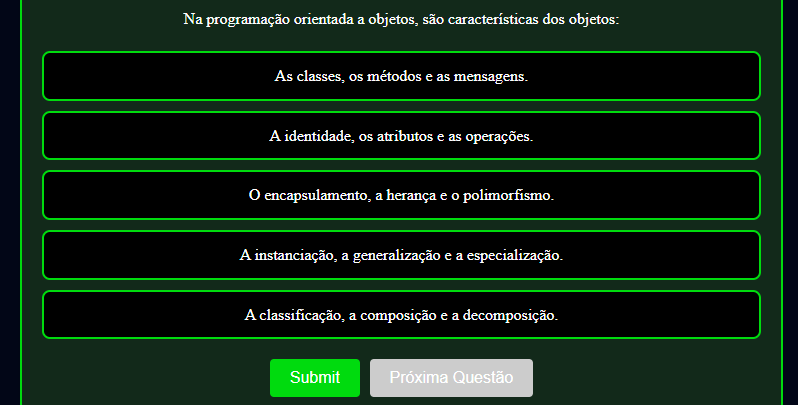 Na programação orientada a objetos, são características dos objetos:
As classes, os métodos e as mensagens.
A identidade, os atributos e as operações.
O encapsulamento, a herança e o polimorfismo.
A instanciação, a generalização e a especialização.
A classificação, a composição e a decomposição.
Submit
Próxima Questão